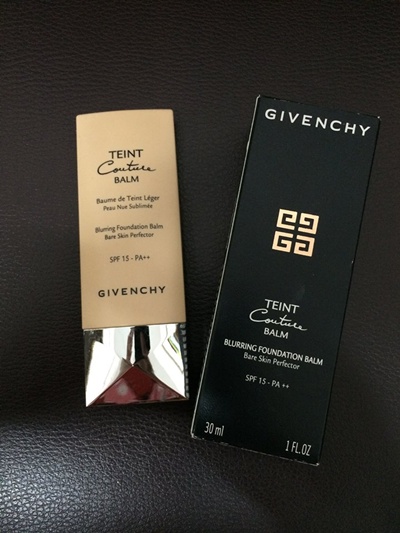 TEINT
Couture
BALM
Baume de Teint Léger
Peau Nue Sublimée
Blurring Foundation Balm
Bare Skin Perfector
SPF 15 - PA++
GIVENCHY
GIVENCHY
TEINT
Couture
BALM
BLURRING FOUNDATION BALM
Bare Skin Perfector
SPF 15 - PA ++
30 ml
1 FL.OZ